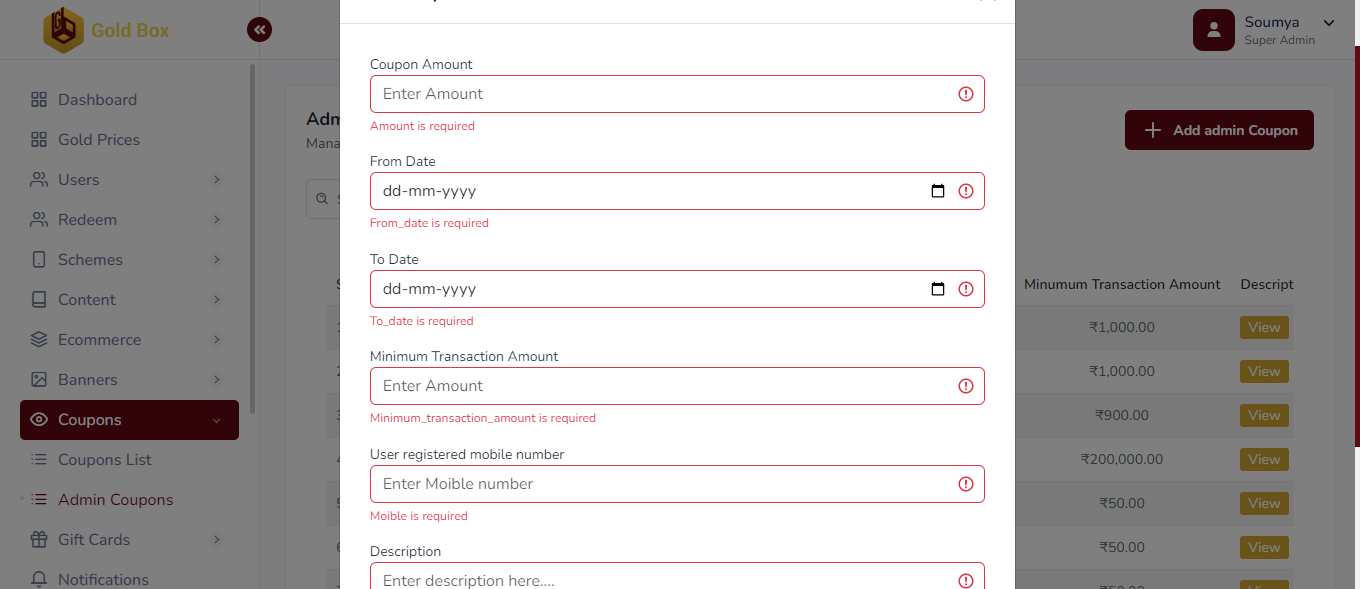 Gold Box
Soumya
Super Admin
Dashboard
Gold Prices
Users
Redeem
Schemes
Content
Ecommerce
Banners
Coupons
Coupons List
Admin Coupons
Gift Cards
Notifications
Add admin Coupon
Coupon Amount
Enter Amount
Amount is required
From Date
dd-mm-yyyy
From_date is required
To Date
dd-mm-yyyy
To_date is required
Minimum Transaction Amount
Enter Amount
Minimum_transaction_amount is required
User registered mobile number
Enter Moible number
Moible is required
Description
Enter description here....
Minumum Transaction Amount Descript
₹1,000.00 View
₹1,000.00 View
₹900.00 View
₹200,000.00 View
₹50.00 View
₹50.00 View